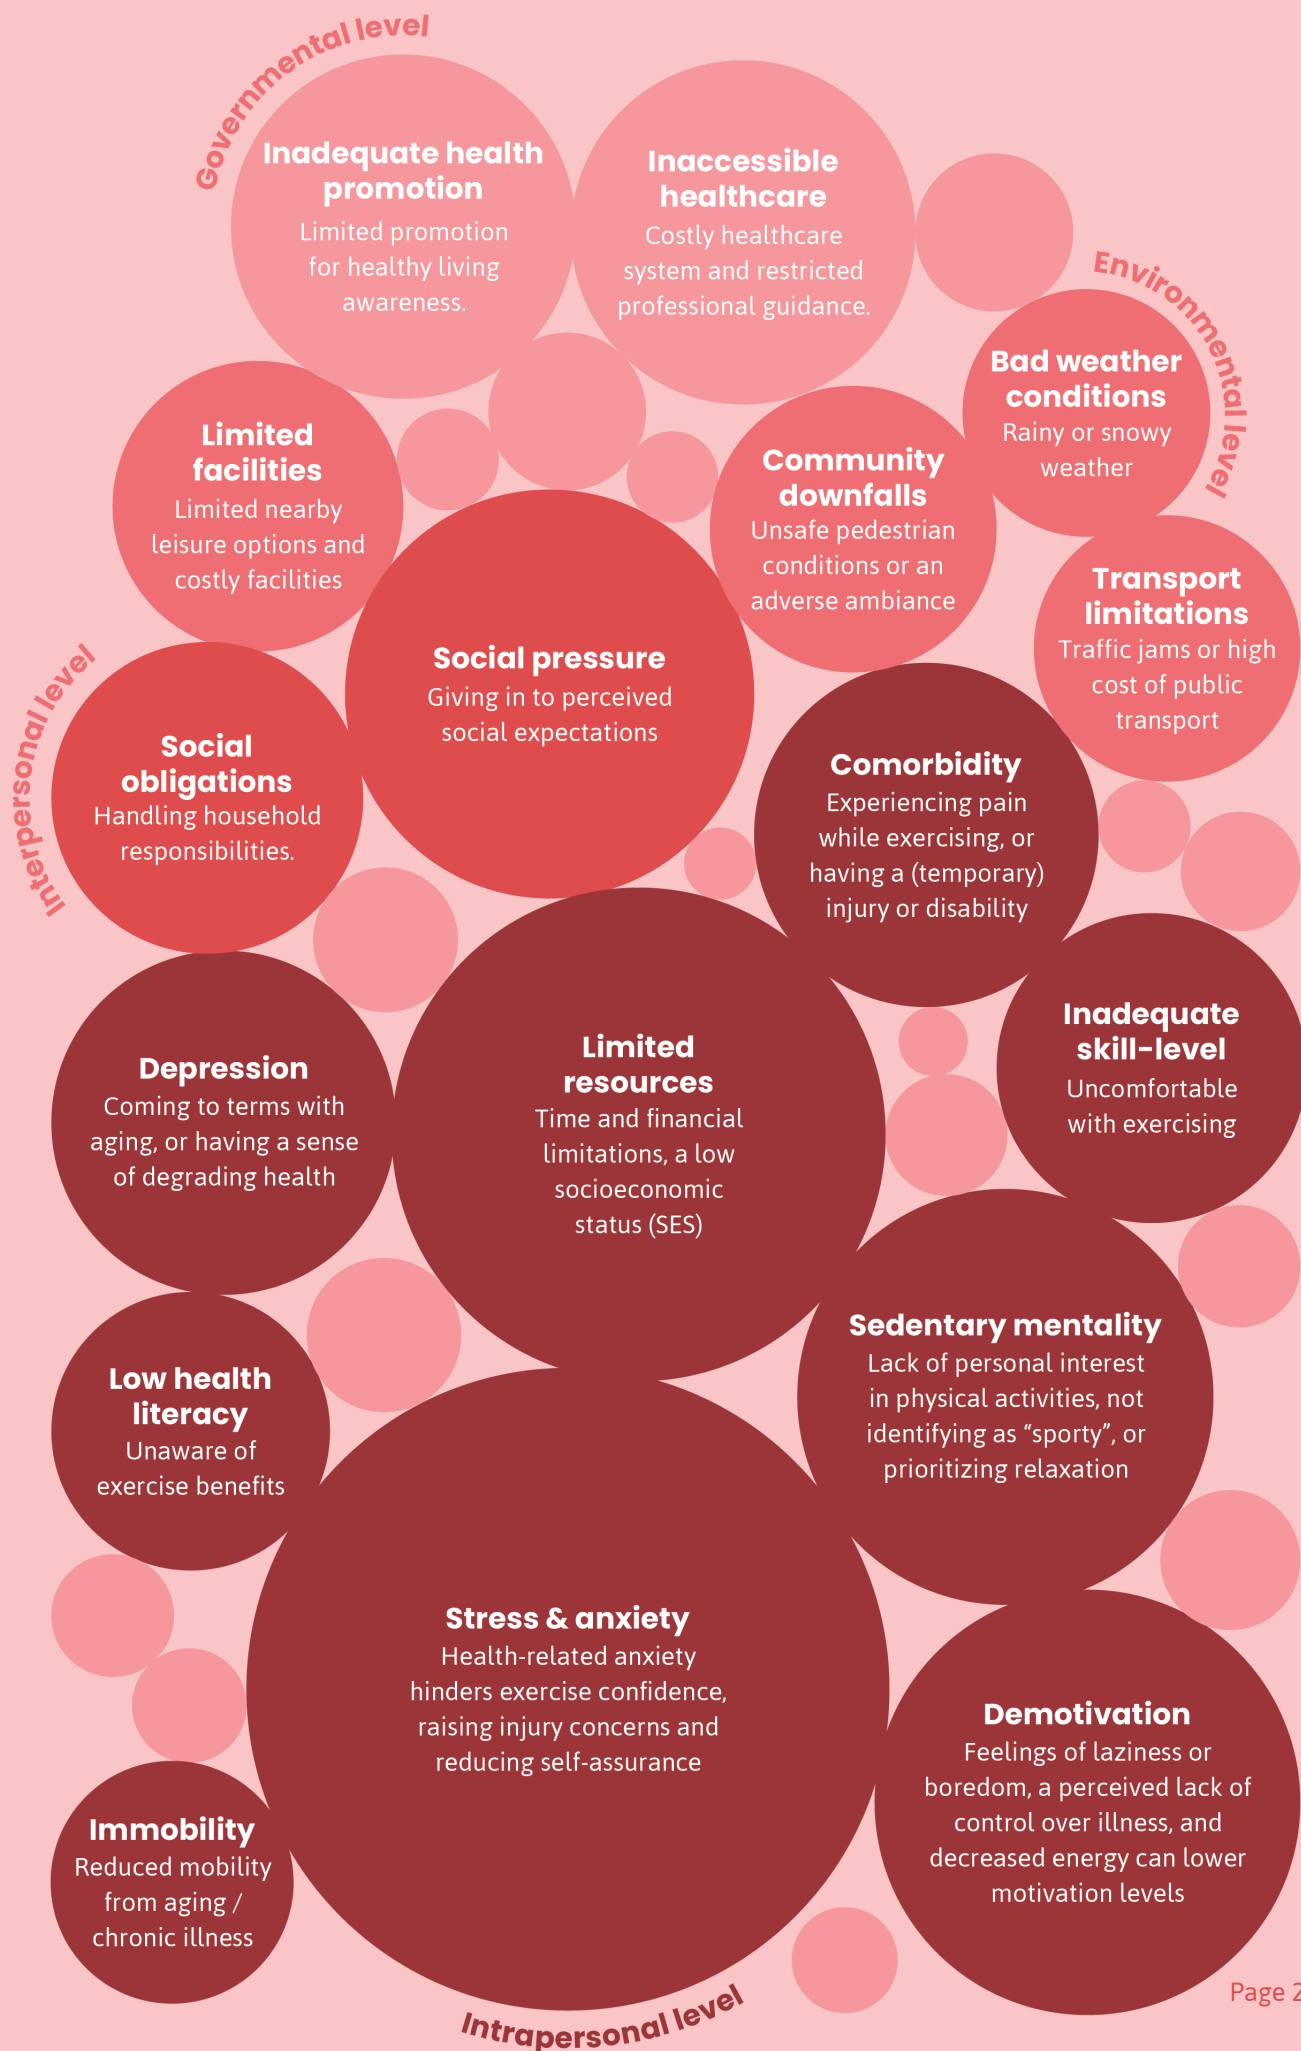 Governmental level
Inadequate health
promotion
Limited promotion
for healthy living
awareness.
Inaccessible
healthcare
Costly healthcare
system and restricted
professional guidance.
Environmental level
Bad weather
conditions
Rainy or snowy
weather
Limited
facilities
Limited nearby
leisure options and
costly facilities
Community
downfalls
Unsafe pedestrian
conditions or an
adverse ambiance
Transport
limitations
Traffic jams or high
cost of public
transport
Interpersonal level
Social pressure
Giving in to perceived
social expectations
Social
obligations
Handling household
responsibilities.
Comorbidity
Experiencing pain
while exercising, or
having a (temporary)
injury or disability
Inadequate
skill-level
Uncomfortable
with exercising
Depression
Coming to terms with
aging, or having a sense
of degrading health
Limited
resources
Time and financial
limitations, a low
socioeconomic
status (SES)
Sedentary mentality
Lack of personal interest
in physical activities, not
identifying as “sporty”, or
prioritizing relaxation
Low health
literacy
Unaware of
exercise benefits
Stress & anxiety
Health-related anxiety
hinders exercise confidence,
raising injury concerns and
reducing self-assurance
Demotivation
Feelings of laziness or
boredom, a perceived lack of
control over illness, and
decreased energy can lower
motivation levels
Immobility
Reduced mobility
from aging /
chronic illness
Intrapersonal level
Page